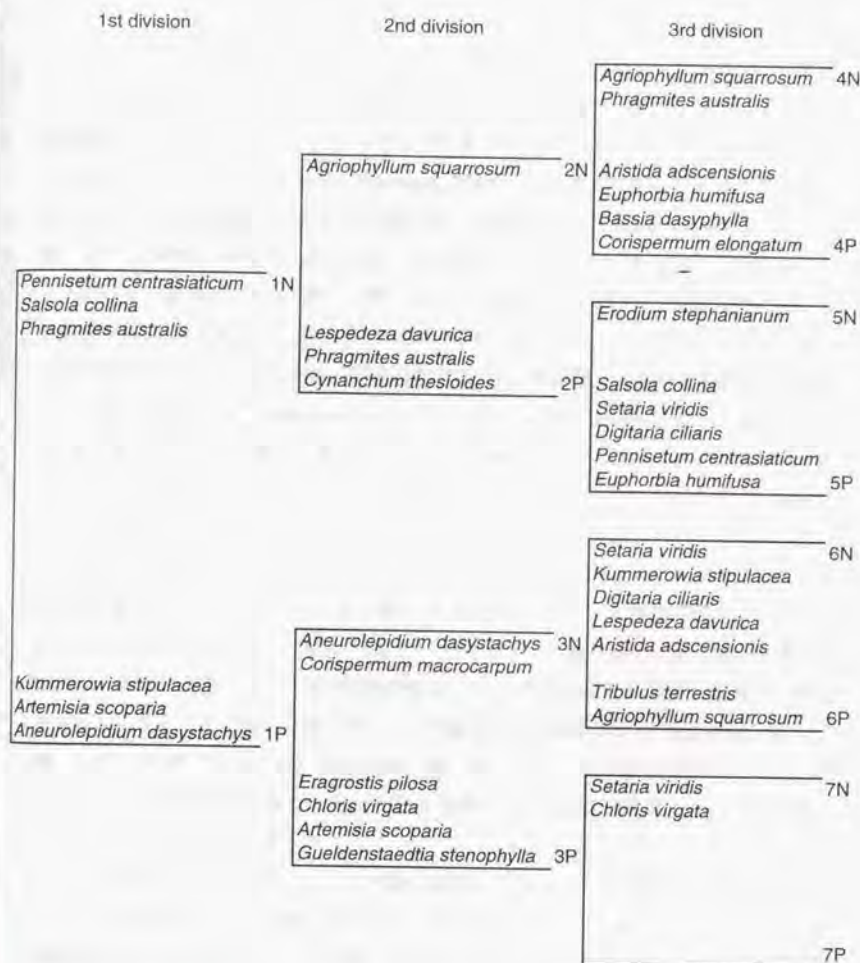 1st division
2nd division
3rd division
Agriophyllum squarrosum 4N
Phragmites australis
Agriophyllum squarrosum 2N
Aristida adscensionis
Euphorbia humifusa
Bassia dasyphylla
Corispermum elongatum 4P
Pennisetum centrasiaticum 1N
Salsola collina
Phragmites australis
Lespedeza davurica
Phragmites australis
Cynanchum thesioides 2P
Erodium stephanianum 5N
Salsola collina
Setaria viridis
Digitaria ciliaris
Pennisetum centrasiaticum
Euphorbia humifusa 5P
Setaria viridis 6N
Kummerowia stipulacea
Digitaria ciliaris
Lespedeza davurica
Aristida adscensionis
Aneurolepidium dasystachys 3N
Corispermum macrocarpum
Kummerowia stipulacea
Artemisia scoparia
Aneurolepidium dasystachys 1P
Tribulus terrestris
Agriophyllum squarrosum 6P
Eragrostis pilosa
Chloris virgata
Artemisia scoparia
Gueldenstaedtia stenophylla 3P
Setaria viridis 7N
Chloris virgata
7P